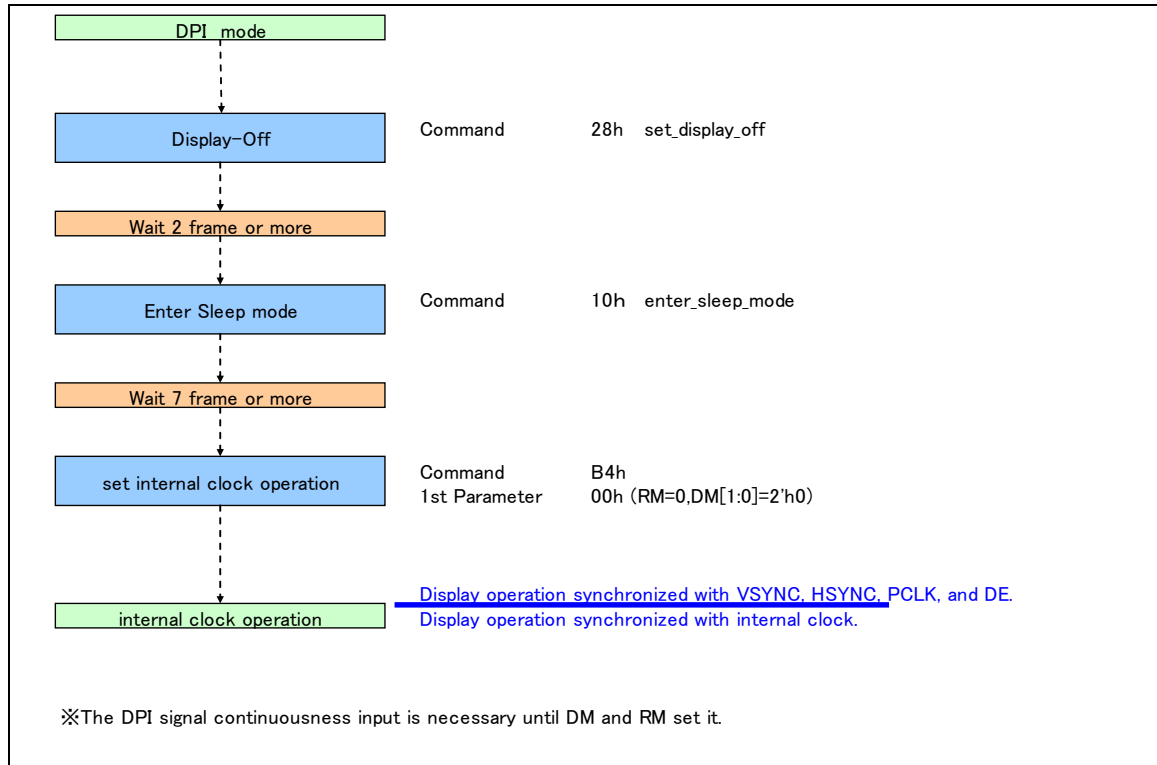 DPI mode
Display-Off
Command 28h set_display_off
Wait 2 frame or more
Enter Sleep mode
Command 10h enter_sleep_mode
Wait 7 frame or more
set internal clock operation
Command B4h
1st Parameter 00h (RM=0,DM[1:0]=2'h0)
Display operation synchronized with VSYNC, HSYNC, PCLK, and DE.
internal clock operation
Display operation synchronized with internal clock.
※The DPI signal continuousness input is necessary until DM and RM set it.